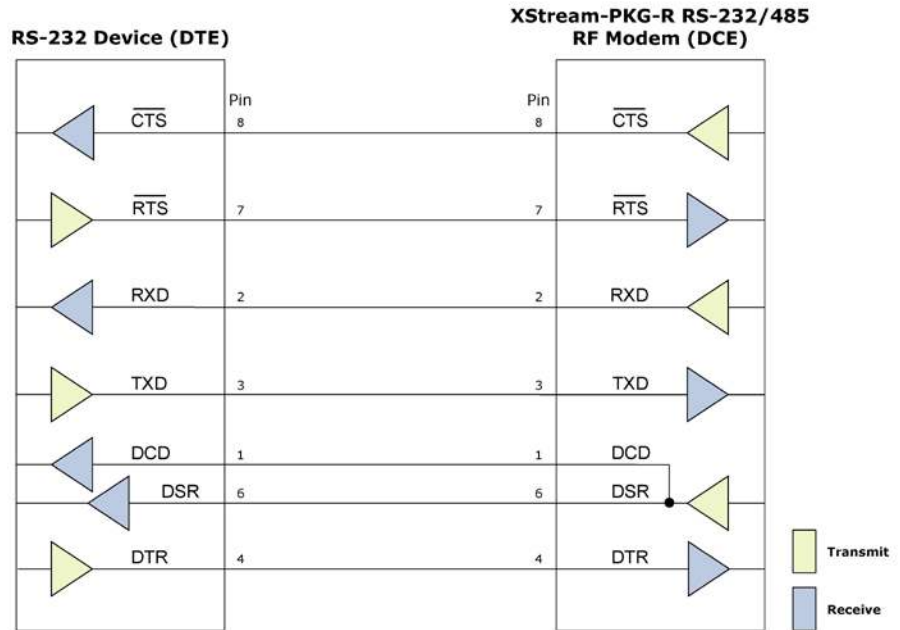 XStream-PKG-R RS-232/485
RS-232 Device (DTE) RF Modem (DCE)
Pin Pin
CTS 8 8 CTS
RTS 7 7 RTS
RXD 2 2 RXD
TXD 3 3 TXD
DCD 1 1 DCD
DSR 6 6 DSR
DTR 4 4 DTR
Transmit
Receive